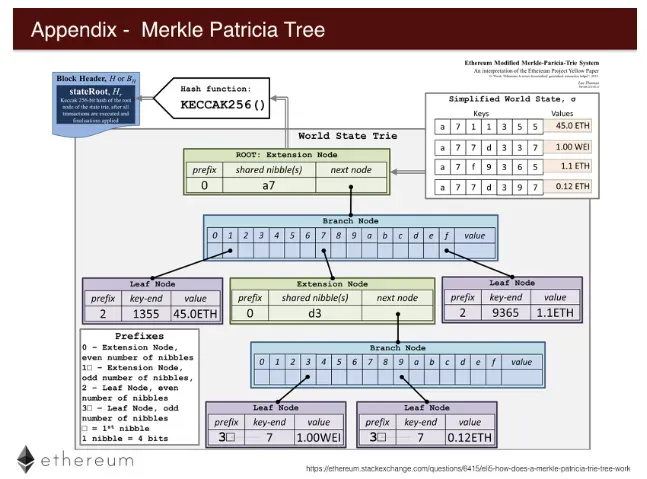 Appendix - Merkle Patricia Tree
Ethereum Modified Merkle-Paricia-Trie System
An interpretation of the Ethereum Project Yellow Paper
Block Header, H or B_H
stateRoot, H_r
Keccak 256-bit hash of the root
node of the state trie, after all
transactions are executed and
finalisations applied
Hash function:
KECCAK256()
Simplified World State, σ
Keys Values
a 7 1 1 3 5 5 45.0 ETH
a 7 7 d 3 3 7 1.00 WEI
a 7 f 9 3 6 5 1.1 ETH
a 7 7 d 3 9 7 0.12 ETH
World State Trie
ROOT: Extension Node
prefix shared nibble(s) next node
0 a7
Branch Node
0 1 2 3 4 5 6 7 8 9 a b c d e f value
Leaf Node
prefix key-end value
2 1355 45.0ETH
Extension Node
prefix shared nibble(s) next node
0 d3
Leaf Node
prefix key-end value
2 9365 1.1ETH
Prefixes
0 - Extension Node,
even number of nibbles
1□ - Extension Node,
odd number of nibbles,
2 - Leaf Node, even
number of nibbles
3□ - Leaf Node, odd
number of nibbles
□ = 1st nibble
1 nibble = 4 bits
Branch Node
0 1 2 3 4 5 6 7 8 9 a b c d e f value
Leaf Node
prefix key-end value
3□ 7 1.00WEI
Leaf Node
prefix key-end value
3□ 7 0.12ETH
ethereum
https://ethereum.stackexchange.com/questions/6415/eli5-how-does-a-merkle-patricia-trie-tree-work